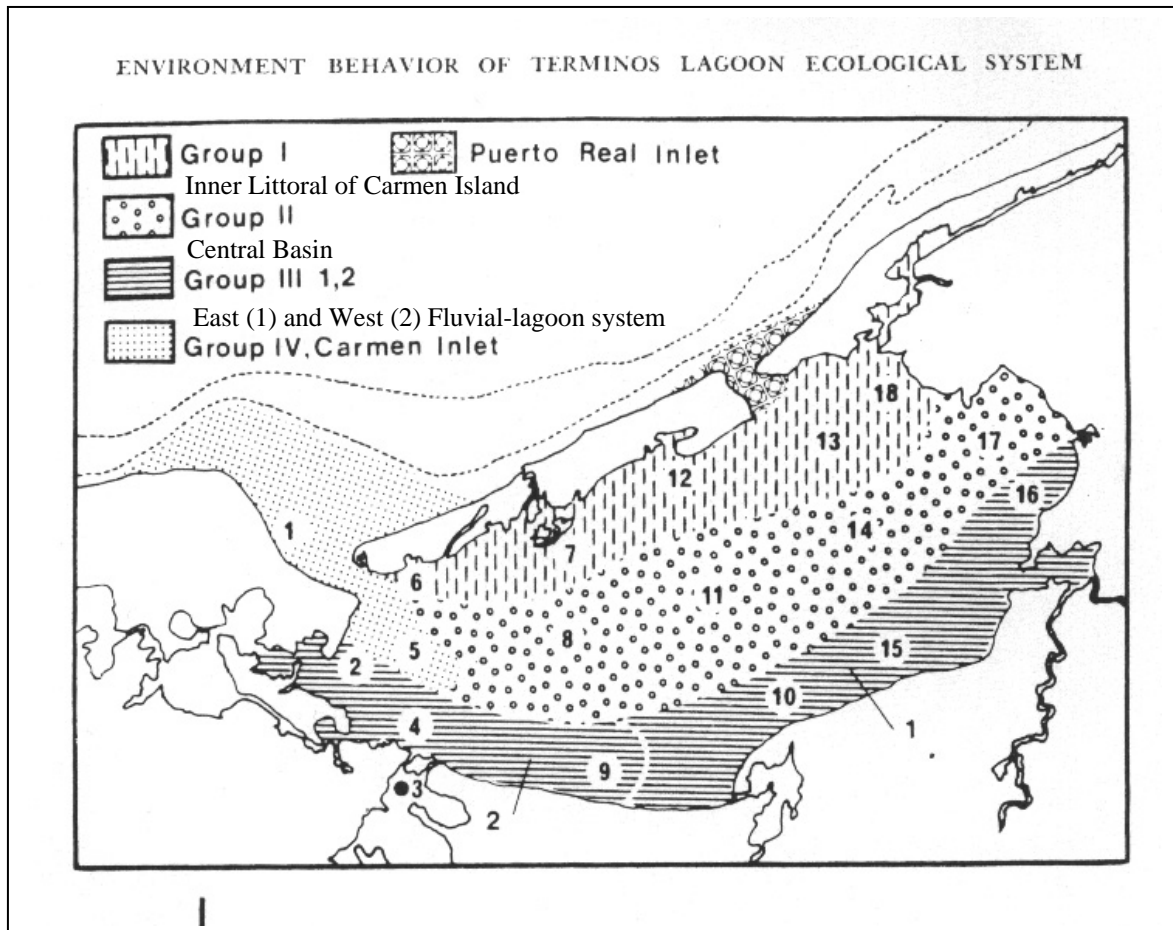 ENVIRONMENT BEHAVIOR OF TERMINOS LAGOON ECOLOGICAL SYSTEM
Group I
Puerto Real Inlet
Inner Littoral of Carmen Island
Group II
Central Basin
Group III 1,2
East (1) and West (2) Fluvial-lagoon system
Group IV, Carmen Inlet
18
17
13
12
16
1
14
7
6
11
8
5
15
2
10
4
1
9
3
2